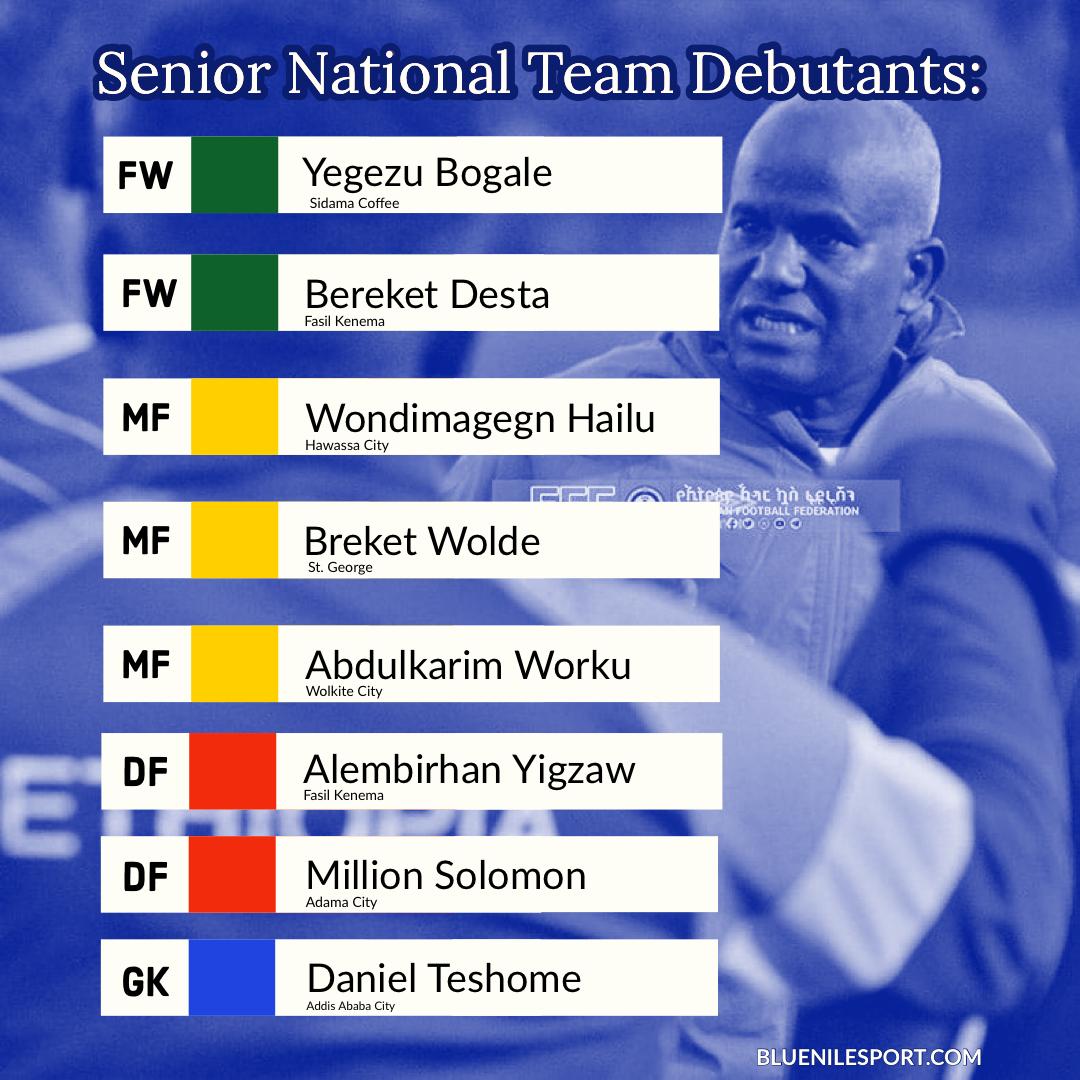 Senior National Team Debutants:
FW
Yegezu Bogale
Sidama Coffee
FW
Bereket Desta
Fasil Kenema
MF
Wondimagegn Hailu
Hawassa City
MF
Breket Wolde
St. George
AN FOOTBALL FEDERATION
MF
Abdulkarim Worku
Wolkite City
DF
Alembirhan Yigzaw
Fasil Kenema
ETHIOPIA
DF
Million Solomon
Adama City
GK
Daniel Teshome
Addis Ababa City
BLUENILESPORT.COM